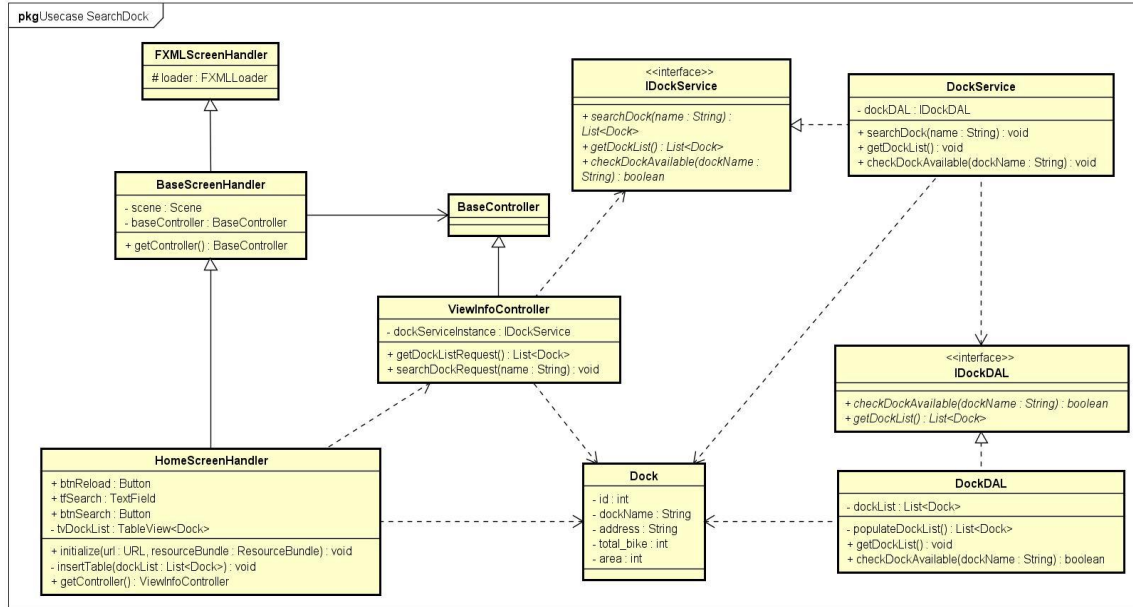 pkg Usecase SearchDock
FXMLScreenHandler
# loader : FXMLLoader
<<interface>>
IDockService
+ searchDock(name : String) :
List<Dock>
+ getDockList() : List<Dock>
+ checkDockAvailable(dockName :
String) : boolean
DockService
- dockDAL : IDockDAL
+ searchDock(name : String) : void
+ getDockList() : void
+ checkDockAvailable(dockName : String) : void
BaseScreenHandler
- scene : Scene
- baseController : BaseController
+ getController() : BaseController
BaseController
ViewInfoController
- dockServiceInstance : IDockService
+ getDockListRequest() : List<Dock>
+ searchDockRequest(name : String) : void
<<interface>>
IDockDAL
+ checkDockAvailable(dockName : String) : boolean
+ getDockList() : List<Dock>
HomeScreenHandler
+ btnReload : Button
+ tfSearch : TextField
+ btnSearch : Button
- tvDockList : TableView<Dock>
+ initialize(url : URL, resourceBundle : ResourceBundle) : void
- insertTable(dockList : List<Dock>) : void
+ getController() : ViewInfoController
Dock
- id : int
- dockName : String
- address : String
- total_bike : int
- area : int
DockDAL
- dockList : List<Dock>
- populateDockList() : List<Dock>
+ getDockList() : void
+ checkDockAvailable(dockName : String) : boolean